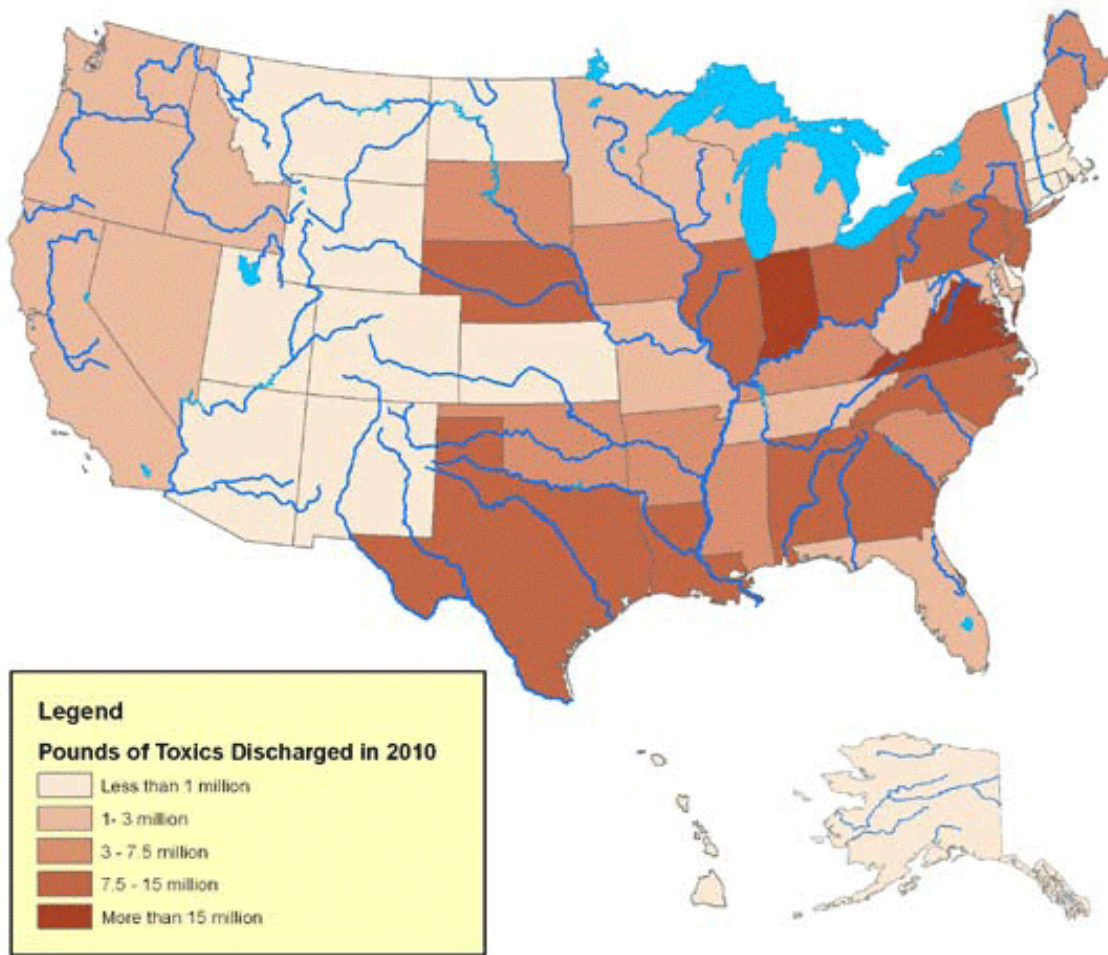 Legend
Pounds of Toxics Discharged in 2010
Less than 1 million
1- 3 million
3 - 7.5 million
7.5 - 15 million
More than 15 million